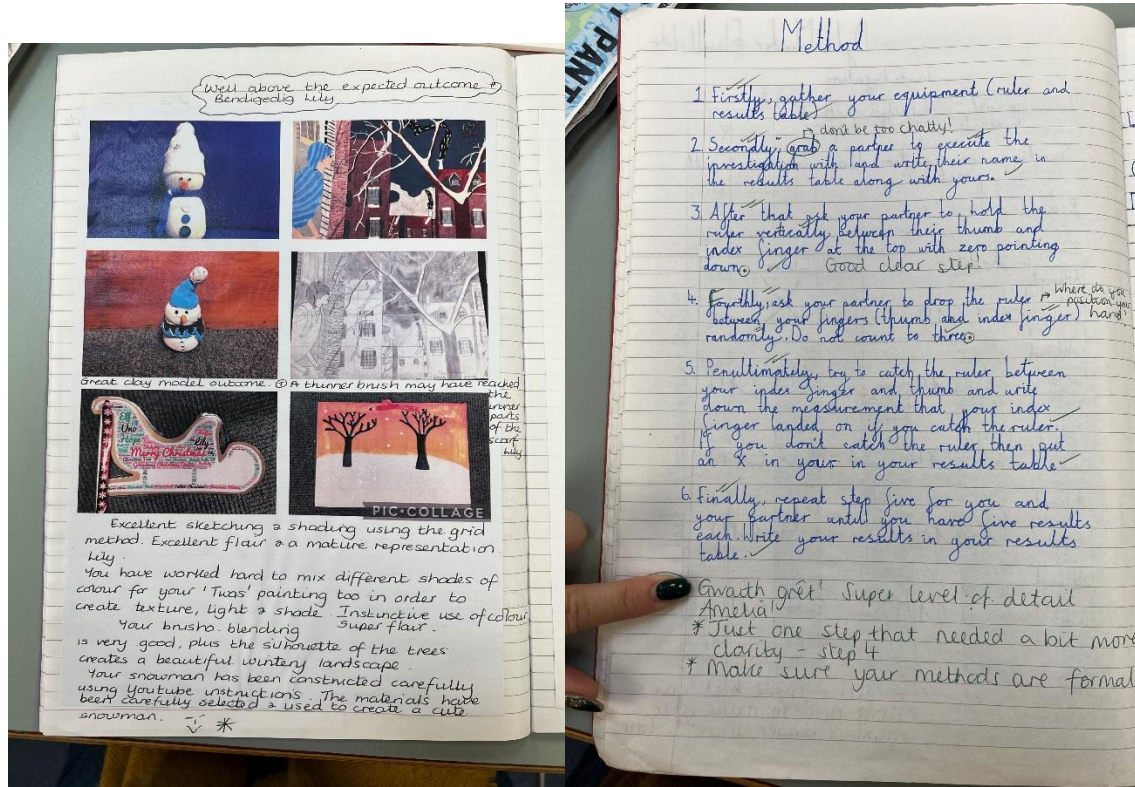 Well above the expected outcome
Bendigedig Lily
Great clay model outcome. A thinner brush may have reached
the
inner
parts
of the
scarf
Lily
Elf
Uno
Hope
Lily
Merry Christmas
PIC•COLLAGE
Excellent sketching & shading using the grid
method. Excellent flair & a mature representation
Lily.
You have worked hard to mix different shades of
colour for your 'Twas' painting too in order to
create texture, light & shade. Instinctive use of colour
Super flair.
Your brusho blending
is very good, plus the silhouette of the trees
creates a beautiful wintery landscape.
Your snowman has been constructed carefully
using Youtube instructions. The materials have
been carefully selected & used to create a cute
snowman.
PANT
Method
1. Firstly, gather your equipment (ruler and
results table)
don't be too chatty!
2. Secondly, grab a partner to execute the
investigation with and write their name in
the results table along with yours.
3. After that ask your partner to hold the
ruler vertically between their thumb and
index finger at the top with zero pointing
down.
Good clear step!
4. Fourthly, ask your partner to drop the ruler
between your fingers (thumb and index finger)
randomly. Do not count to three.
where do you
position your
hand?
5. Penultimately, try to catch the ruler between
your index finger and thumb and write
down the measurement that your index
finger landed on if you catch the ruler.
If you don't catch the ruler then put
an X in your in your results table
6. Finally, repeat step five for you and
your partner until you have five results
each. Write your results in your results
table.
Gwaith grêt! Super level of detail
Amelia
* Just one step that needed a bit more
clarity - step 4
* Make sure your methods are formal